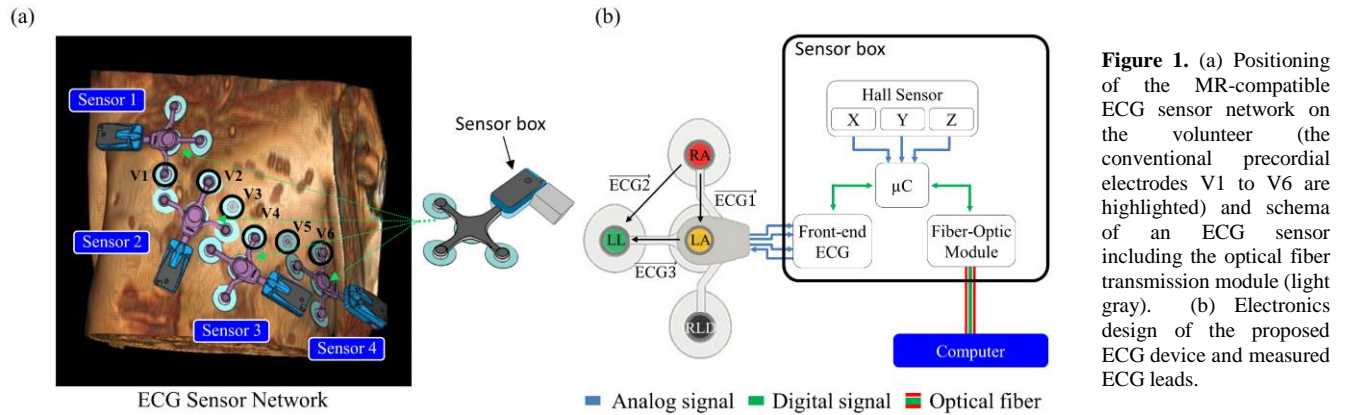 (a)
Sensor 1
V1
V2
V3
V4
V5
V6
Sensor 2
Sensor 3
Sensor 4
ECG Sensor Network
Sensor box
(b)
Sensor box
Hall Sensor
X Y Z
µC
Front-end
ECG
Fiber-Optic
Module
Computer
RA
ECG2
ECG1
LL
LA
ECG3
RLD
Analog signal Digital signal Optical fiber
Figure 1. (a) Positioning
of the MR-compatible
ECG sensor network on
the volunteer (the
conventional precordial
electrodes V1 to V6 are
highlighted) and schema
of an ECG sensor
including the optical fiber
transmission module (light
gray). (b) Electronics
design of the proposed
ECG device and measured
ECG leads.